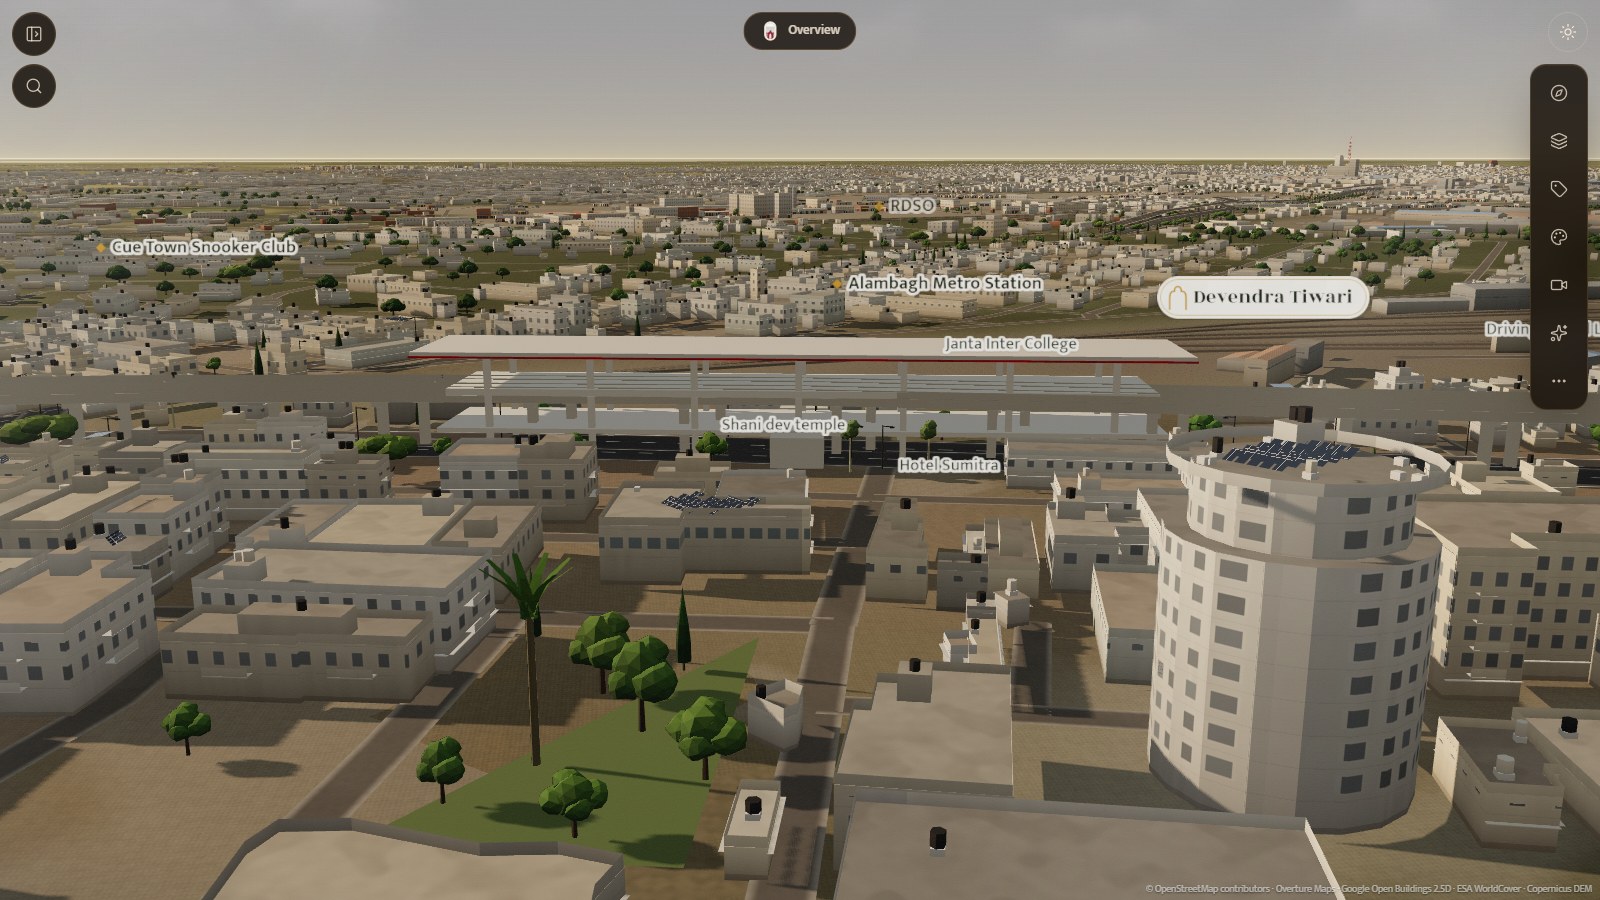 Overview
RDSO
Cue Town Snooker Club
Alambagh Metro Station
Devendra Tiwari
Janta Inter College
Shani dev temple
Hotel Sumitra
© OpenStreetMap contributors · Overture Maps · Google Open Buildings 2.5D · ESA WorldCover · Copernicus DEM